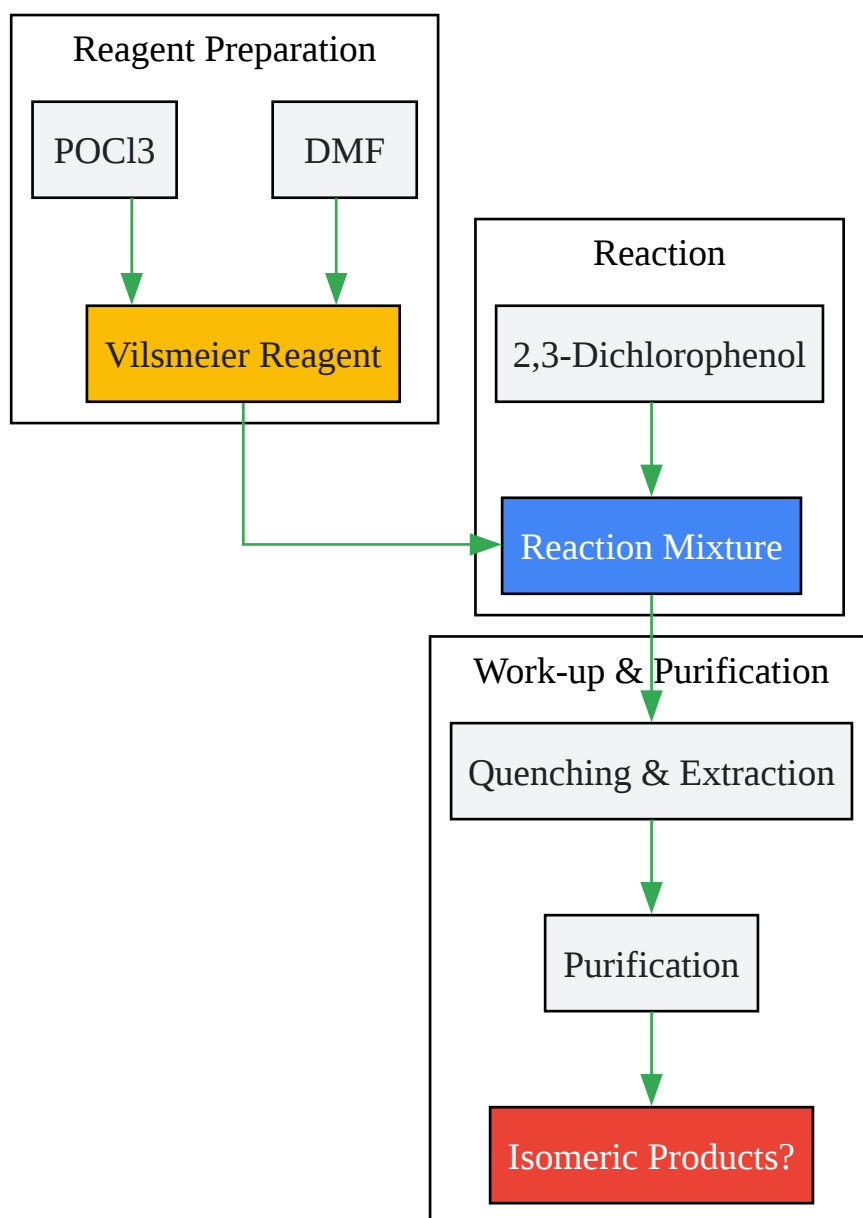 Reagent Preparation
POCl3
DMF
Vilsmeier Reagent
Reaction
2,3-Dichlorophenol
Reaction Mixture
Work-up & Purification
Quenching & Extraction
Purification
Isomeric Products?